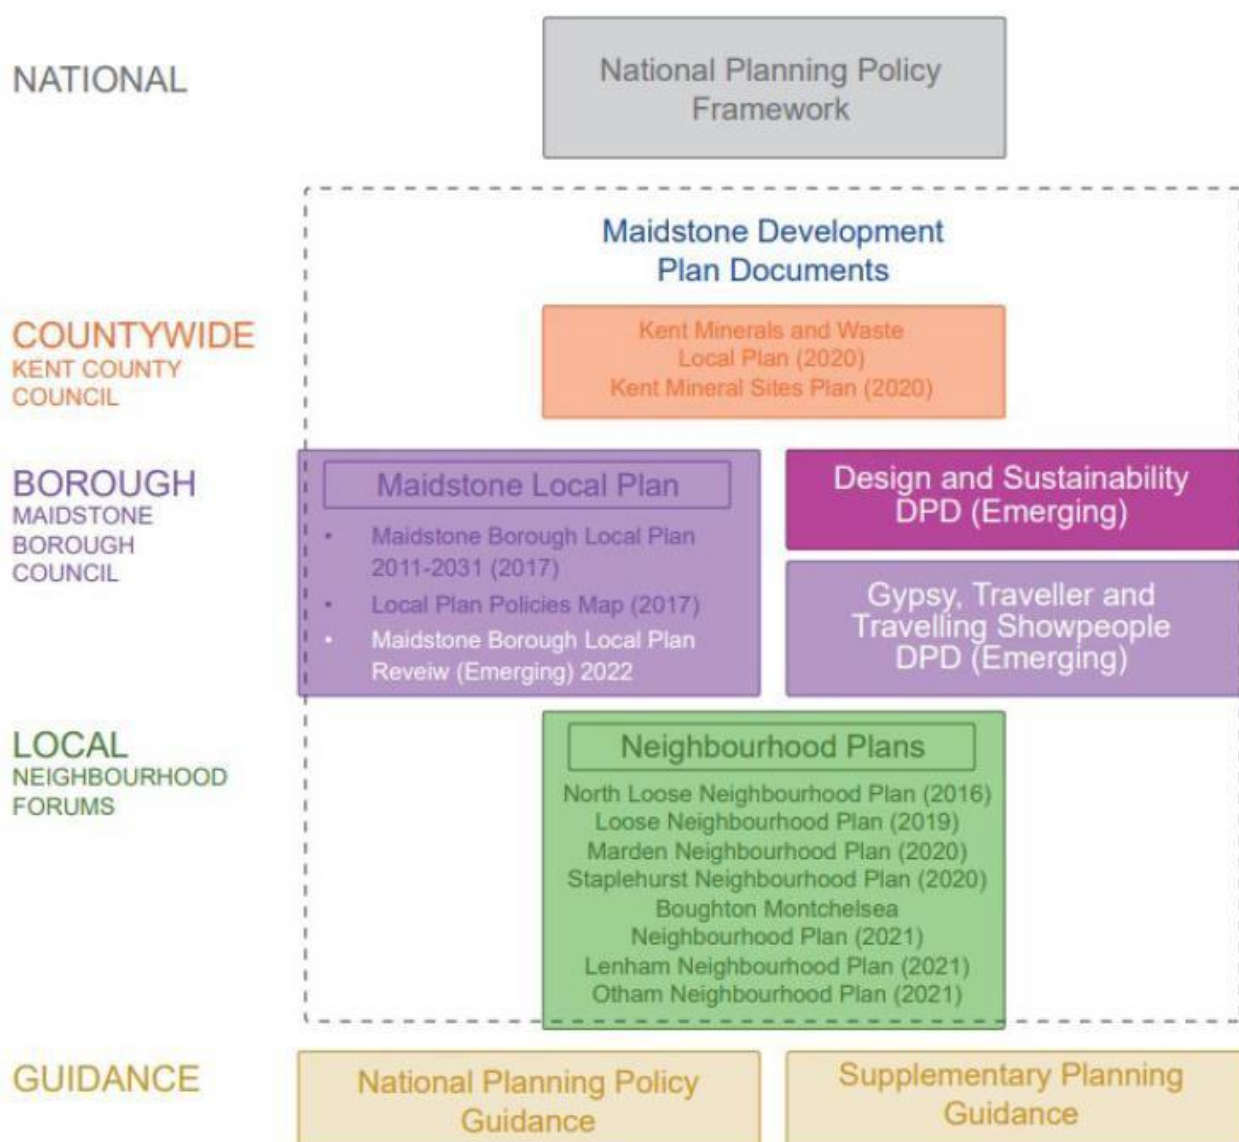 NATIONAL
National Planning Policy
Framework
Maidstone Development
Plan Documents
COUNTYWIDE
KENT COUNTY
COUNCIL
Kent Minerals and Waste
Local Plan (2020)
Kent Mineral Sites Plan (2020)
BOROUGH
MAIDSTONE
BOROUGH
COUNCIL
Maidstone Local Plan
• Maidstone Borough Local Plan
2011-2031 (2017)
• Local Plan Policies Map (2017)
• Maidstone Borough Local Plan
Reveiw (Emerging) 2022
Design and Sustainability
DPD (Emerging)
Gypsy, Traveller and
Travelling Showpeople
DPD (Emerging)
LOCAL
NEIGHBOURHOOD
FORUMS
Neighbourhood Plans
North Loose Neighbourhood Plan (2016)
Loose Neighbourhood Plan (2019)
Marden Neighbourhood Plan (2020)
Staplehurst Neighbourhood Plan (2020)
Boughton Montchelsea
Neighbourhood Plan (2021)
Lenham Neighbourhood Plan (2021)
Otham Neighbourhood Plan (2021)
GUIDANCE
National Planning Policy
Guidance
Supplementary Planning
Guidance